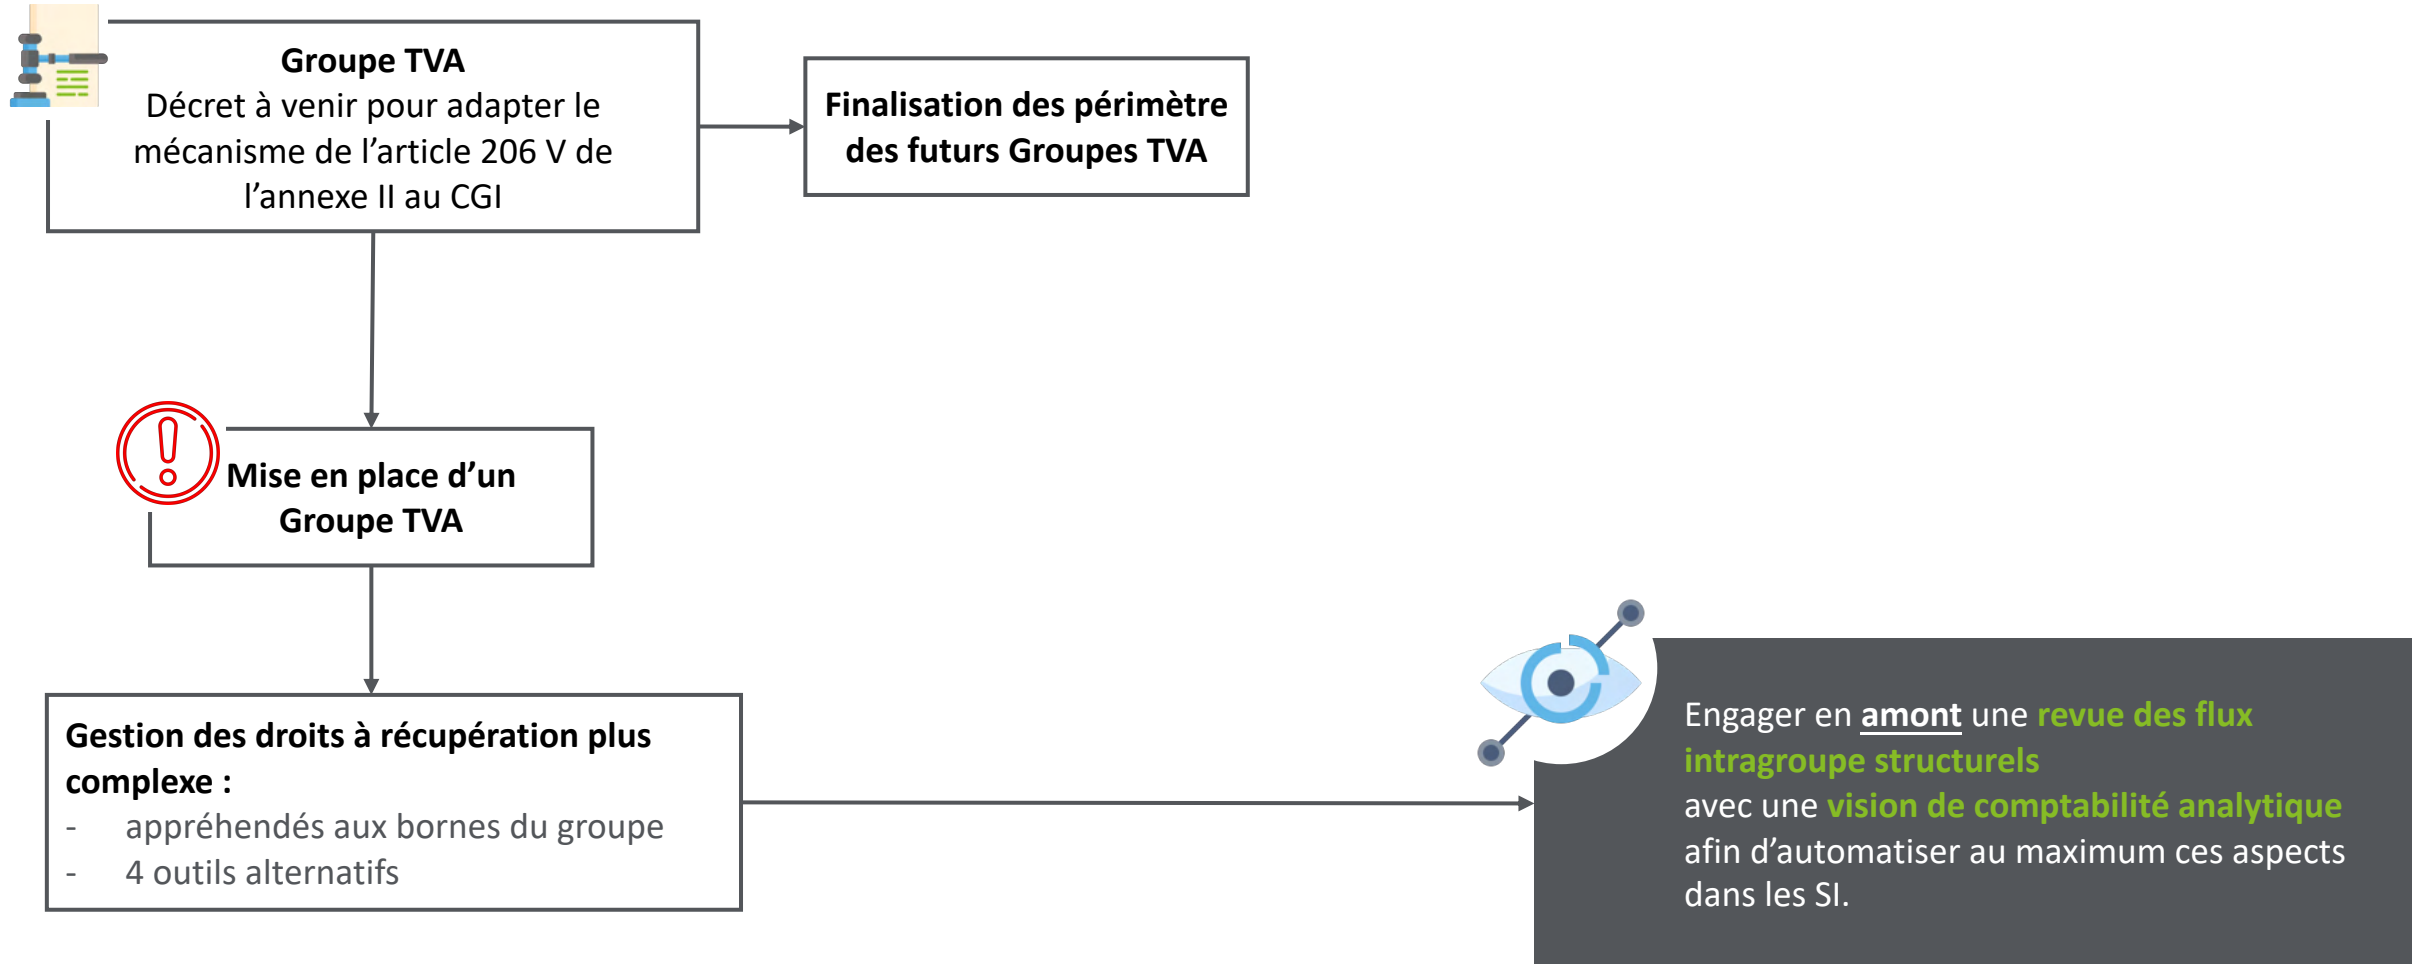 Groupe TVA
Décret à venir pour adapter le
mécanisme de l’article 206 V de
l’annexe II au CGI
Finalisation des périmètre
des futurs Groupes TVA
Mise en place d’un
Groupe TVA
Gestion des droits à récupération plus
complexe :
- appréhendés aux bornes du groupe
- 4 outils alternatifs
Engager en amont une revue des flux
intragroupe structurels
avec une vision de comptabilité analytique
afin d’automatiser au maximum ces aspects
dans les SI.